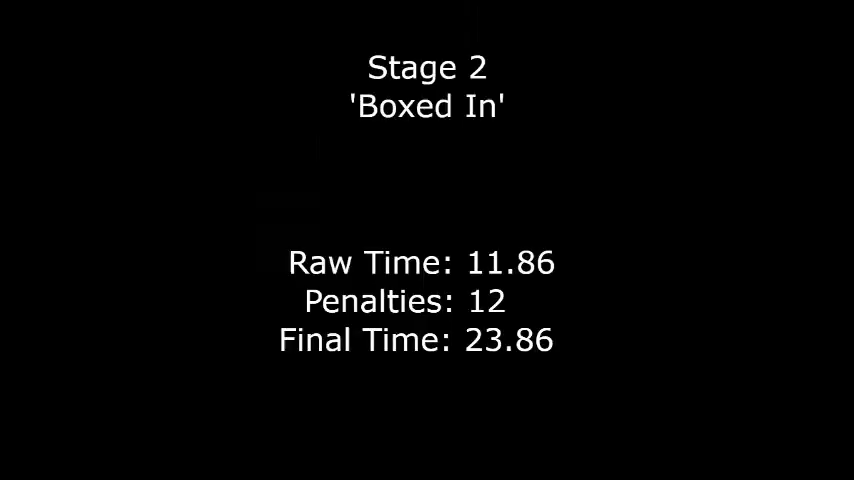 Stage 2
'Boxed In'
Raw Time: 11.86
Penalties: 12
Final Time: 23.86